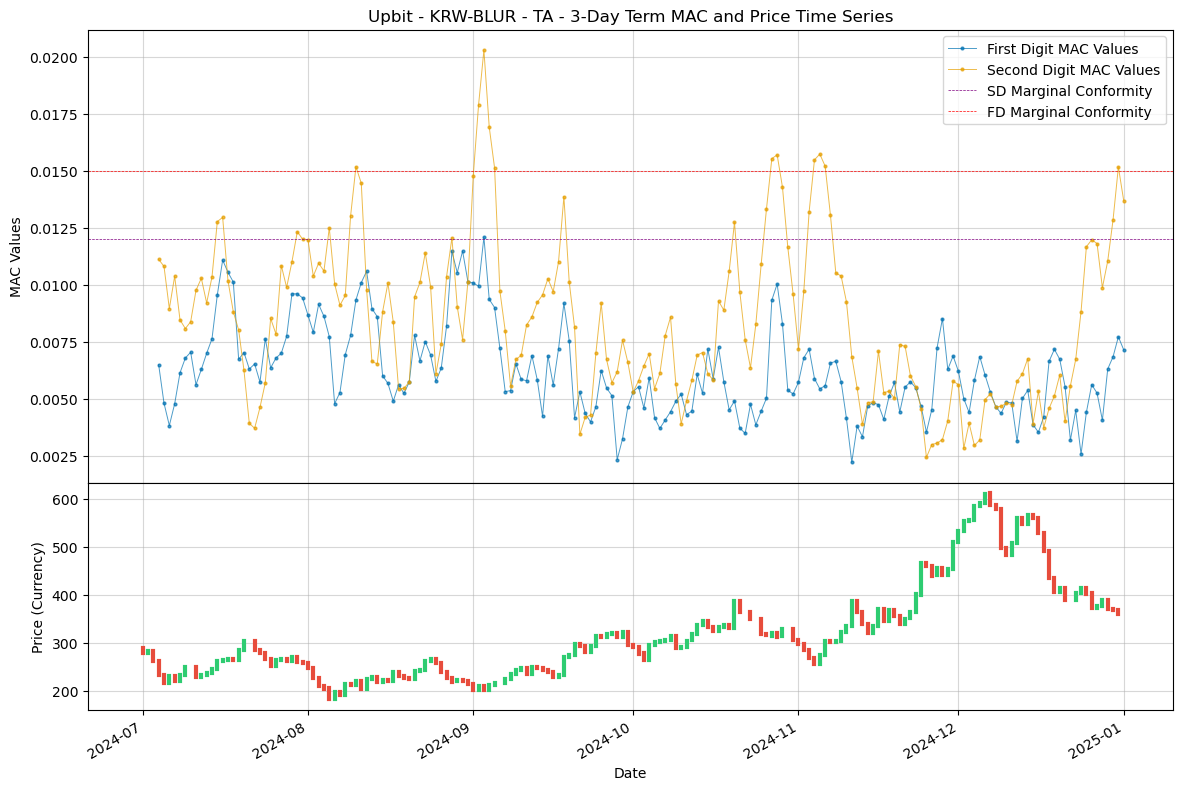 Upbit - KRW-BLUR - TA - 3-Day Term MAC and Price Time Series
First Digit MAC Values
Second Digit MAC Values
SD Marginal Conformity
FD Marginal Conformity
0.0200
0.0175
0.0150
0.0125
0.0100
0.0075
0.0050
0.0025
MAC Values
600
500
400
300
200
Price (Currency)
2024-07
2024-08
2024-09
2024-10
2024-11
2024-12
2025-01
Date